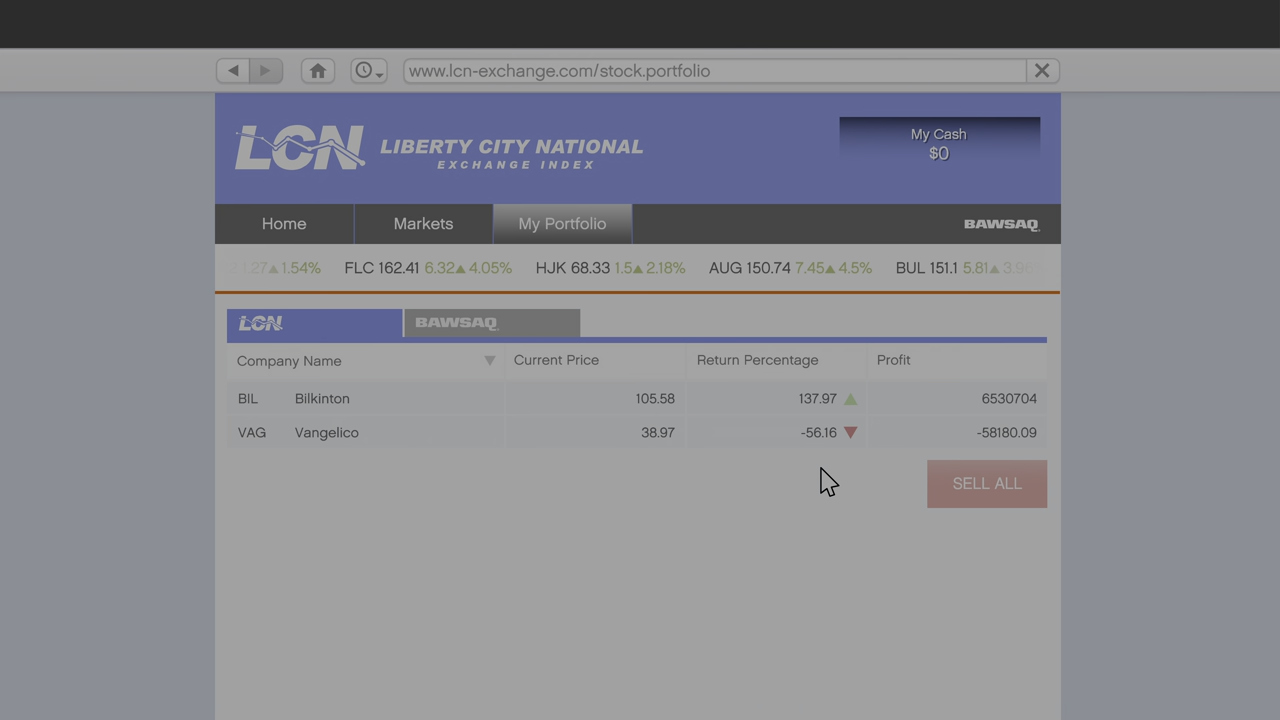 www.lcn-exchange.com/stock.portfolio
LCN LIBERTY CITY NATIONAL
EXCHANGE INDEX
My Cash
$0
Home Markets My Portfolio BAWSAQ
.27▲1.54% FLC 162.41 6.32▲4.05% HJK 68.33 1.5▲2.18% AUG 150.74 7.45▲4.5% BUL 151.1 5.81▲
LCN BAWSAQ
Company Name ▼ Current Price Return Percentage Profit
BIL Bilkinton 105.58 137.97 ▲ 6530704
VAG Vangelico 38.97 -56.16 ▼ -58180.09
SELL ALL